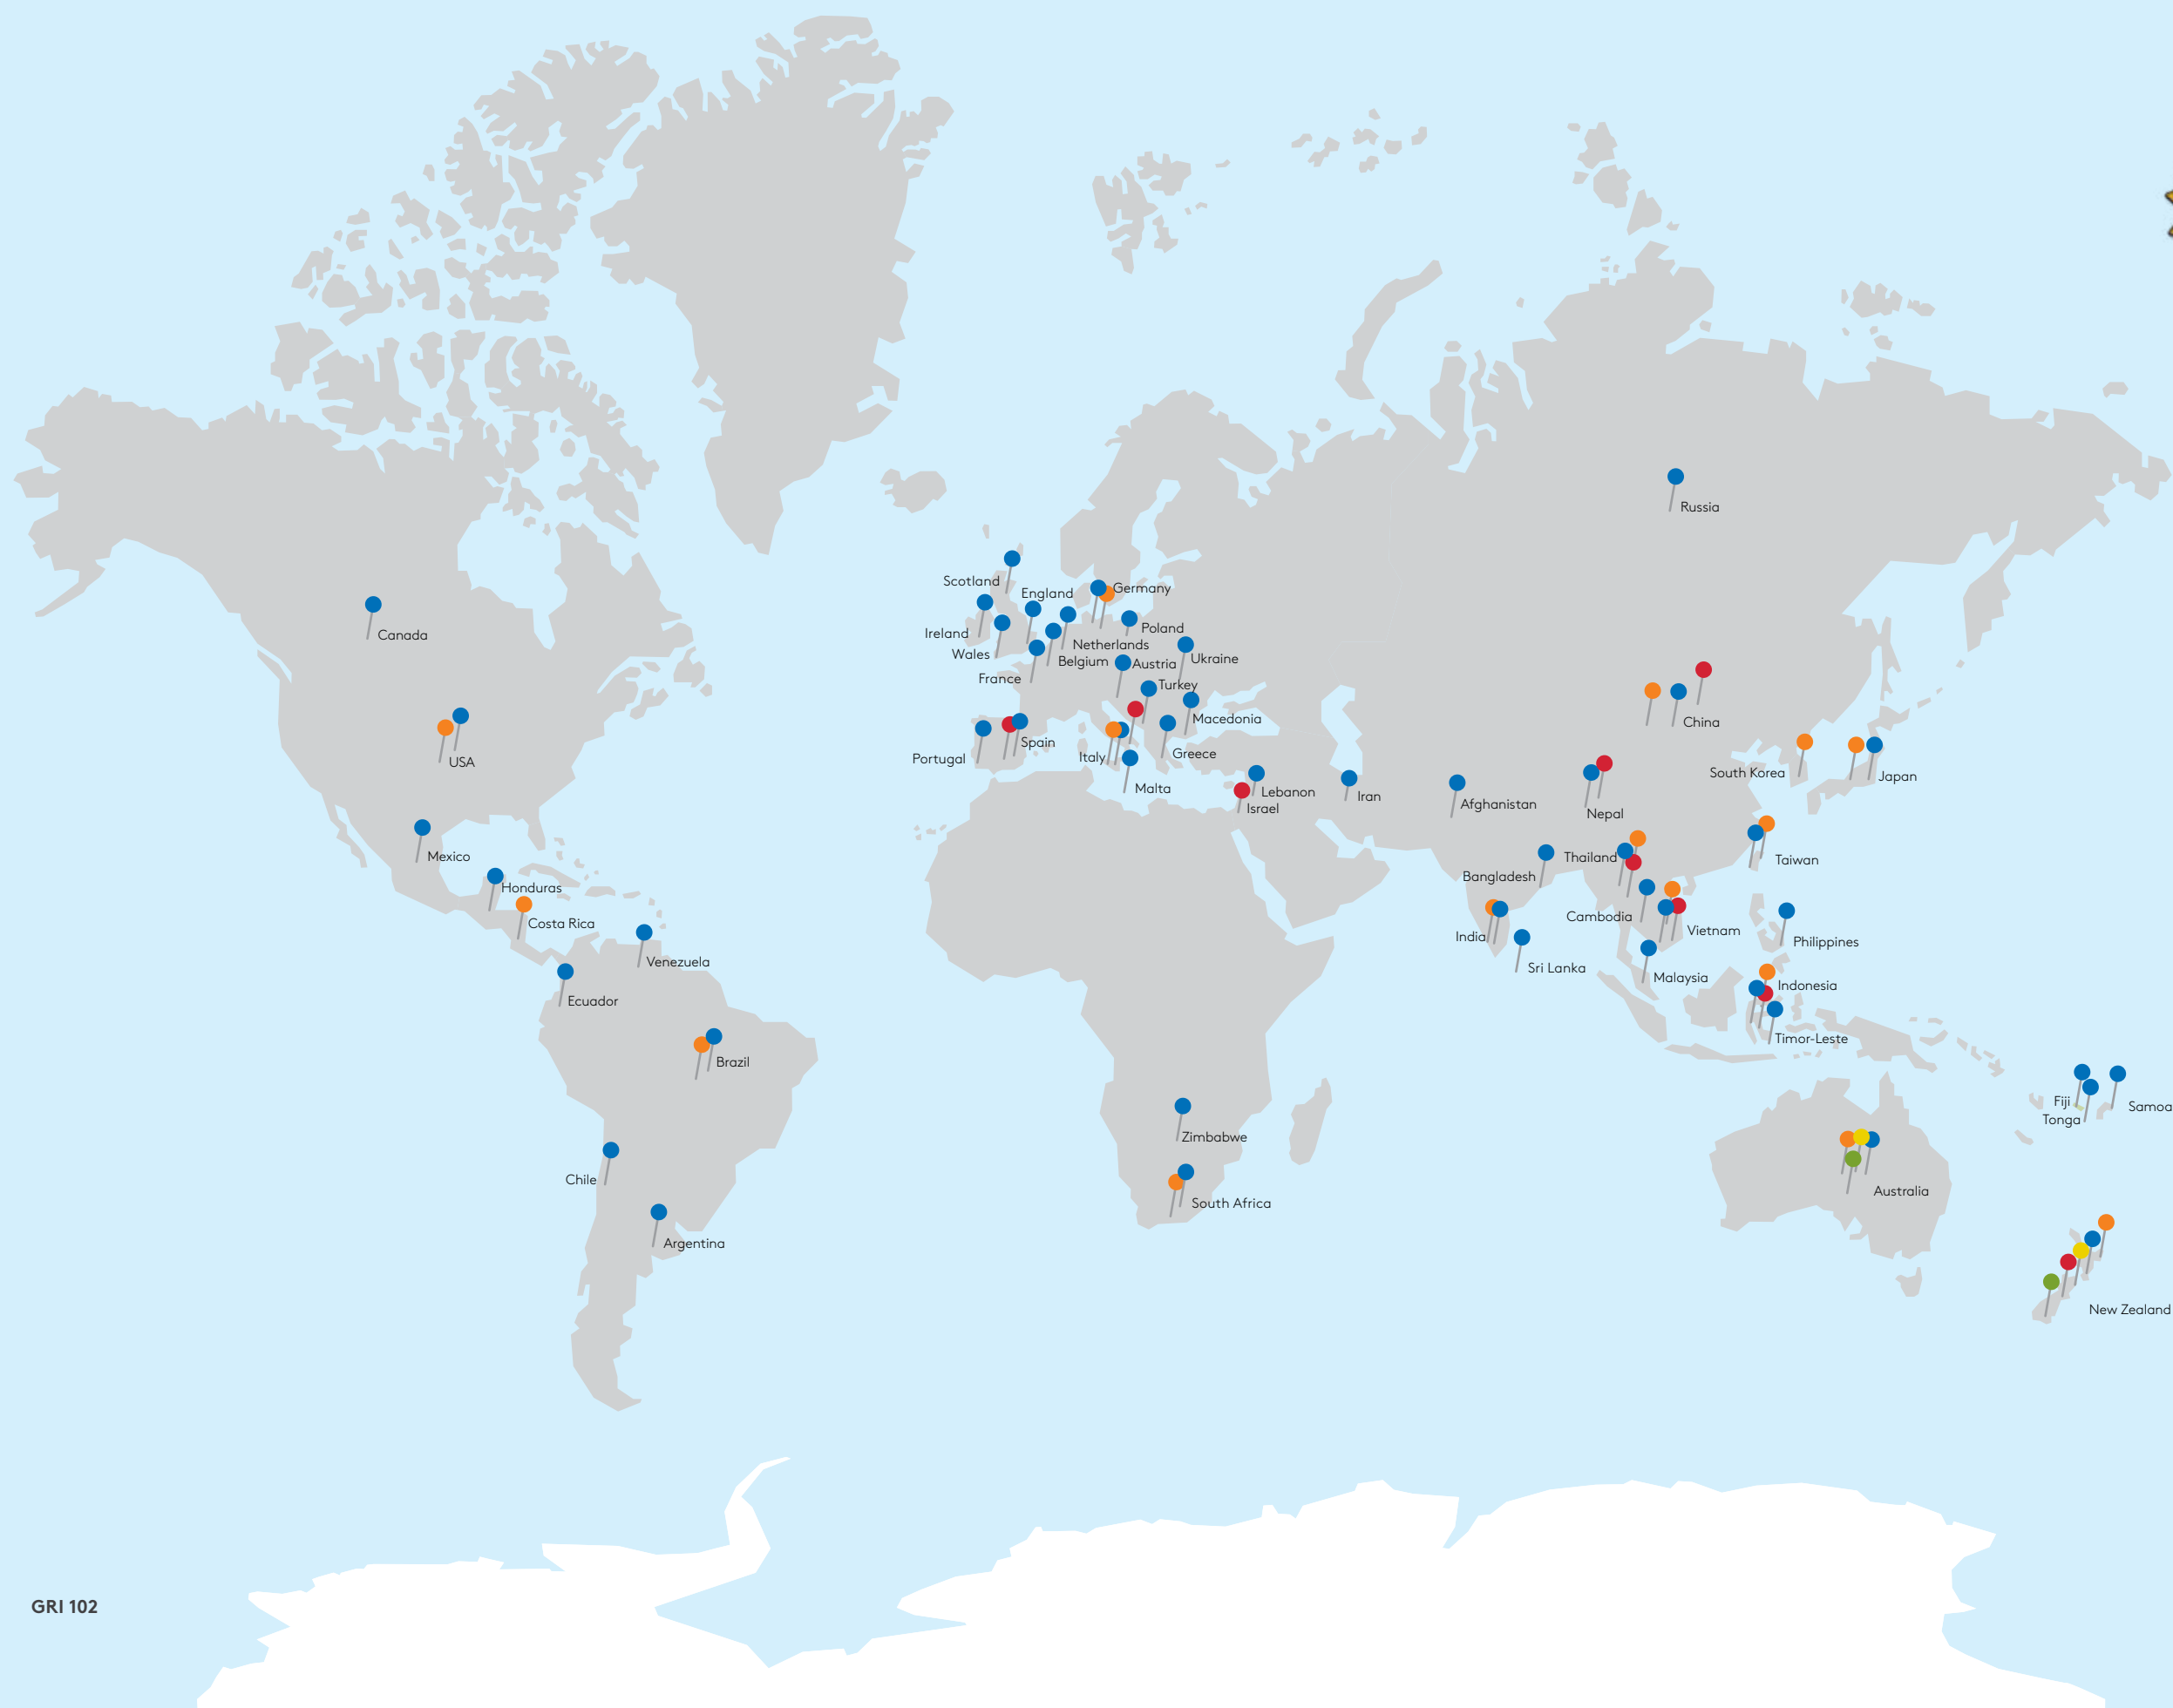 Russia
Scotland
England
Germany
Canada
Ireland
Poland
Netherlands
Wales
Belgium
Austria
Ukraine
France
Turkey
Macedonia
China
Spain
Portugal
Italy
Greece
USA
South Korea
Japan
Malta
Lebanon
Israel
Iran
Afghanistan
Nepal
Mexico
Thailand
Taiwan
Bangladesh
Honduras
Costa Rica
Cambodia
Vietnam
India
Philippines
Venezuela
Sri Lanka
Malaysia
Indonesia
Ecuador
Timor-Leste
Brazil
Fiji
Samoa
Tonga
Zimbabwe
Chile
Australia
South Africa
Argentina
New Zealand
GRI 102